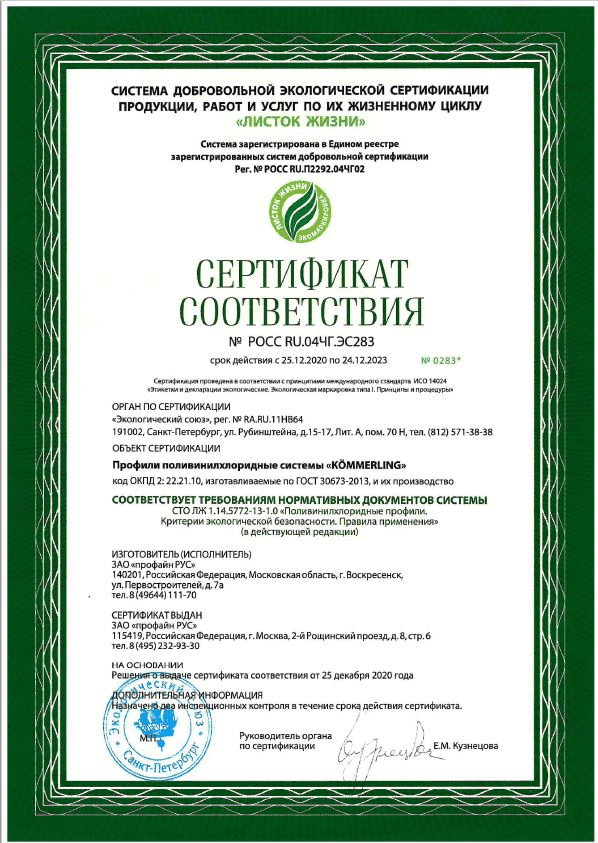 СИСТЕМА ДОБРОВОЛЬНОЙ ЭКОЛОГИЧЕСКОЙ СЕРТИФИКАЦИИ
ПРОДУКЦИИ, РАБОТ И УСЛУГ ПО ИХ ЖИЗНЕННОМУ ЦИКЛУ
«ЛИСТОК ЖИЗНИ»
Система зарегистрирована в Едином реестре
зарегистрированных систем добровольной сертификации
Рег. № РОСС RU.П2292.04ЧГ02
ЛИСТОК ЖИЗНИ
ЭКОМАРКИРОВКА
СЕРТИФИКАТ
СООТВЕТСТВИЯ
№ РОСС RU.04ЧГ.ЭС283
срок действия с 25.12.2020 по 24.12.2023 № 0283*
Сертификация проведена в соответствии с принципами международного стандарта ИСО 14024
«Этикетки и декларации экологические. Экологическая маркировка типа I. Принципы и процедуры»
ОРГАН ПО СЕРТИФИКАЦИИ
«Экологический союз», рег. № RA.RU.11НВ64
191002, Санкт-Петербург, ул. Рубинштейна, д.15-17, Лит. А, пом. 70 Н, тел. (812) 571-38-38
ОБЪЕКТ СЕРТИФИКАЦИИ
Профили поливинилхлоридные системы «KÖMMERLING»
код ОКПД 2: 22.21.10, изготавливаемые по ГОСТ 30673-2013, и их производство
СООТВЕТСТВУЕТ ТРЕБОВАНИЯМ НОРМАТИВНЫХ ДОКУМЕНТОВ СИСТЕМЫ
СТО ЛЖ 1.14.5772-13-1.0 «Поливинилхлоридные профили.
Критерии экологической безопасности. Правила применения»
(в действующей редакции)
ИЗГОТОВИТЕЛЬ (ИСПОЛНИТЕЛЬ)
ЗАО «профайн РУС»
140201, Российская Федерация, Московская область, г. Воскресенск,
ул. Первостроителей, д.7а
тел. 8 (49644) 111-70
СЕРТИФИКАТ ВЫДАН
ЗАО «профайн РУС»
115419, Российская Федерация, г. Москва, 2-й Рощинский проезд, д. 8, стр. 6
тел. 8 (495) 232-93-30
НА ОСНОВАНИИ
Решения о выдаче сертификата соответствия от 25 декабря 2020 года
ДОПОЛНИТЕЛЬНАЯ ИНФОРМАЦИЯ
Назначено два инспекционных контроля в течение срока действия сертификата.
Экологический союз
Санкт-Петербург
М.П.
Руководитель органа
по сертификации
Е.М. Кузнецова